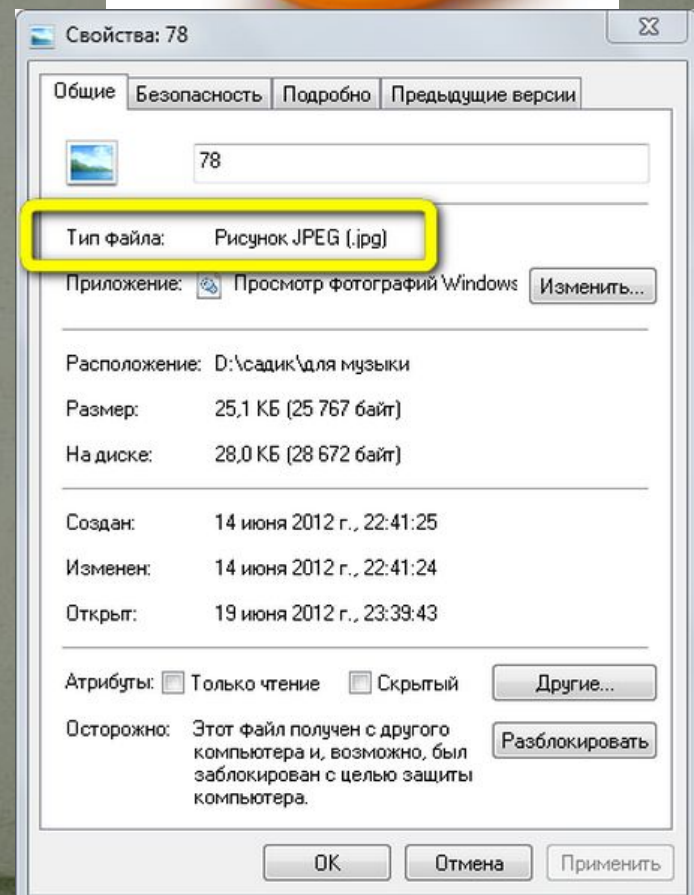 Свойства: 78
Общие Безопасность Подробно Предыдущие версии
78
Тип файла: Рисунок JPEG (.jpg)
Приложение: Просмотр фотографий Windows Изменить...
Расположение: D:\садик\для музыки
Размер: 25,1 КБ (25 767 байт)
На диске: 28,0 КБ (28 672 байт)
Создан: 14 июня 2012 г., 22:41:25
Изменен: 14 июня 2012 г., 22:41:24
Открыт: 19 июня 2012 г., 23:39:43
Атрибуты: Только чтение Скрытый Другие...
Осторожно: Этот файл получен с другого
компьютера и, возможно, был
заблокирован с целью защиты
компьютера.
Разблокировать
OK Отмена Применить